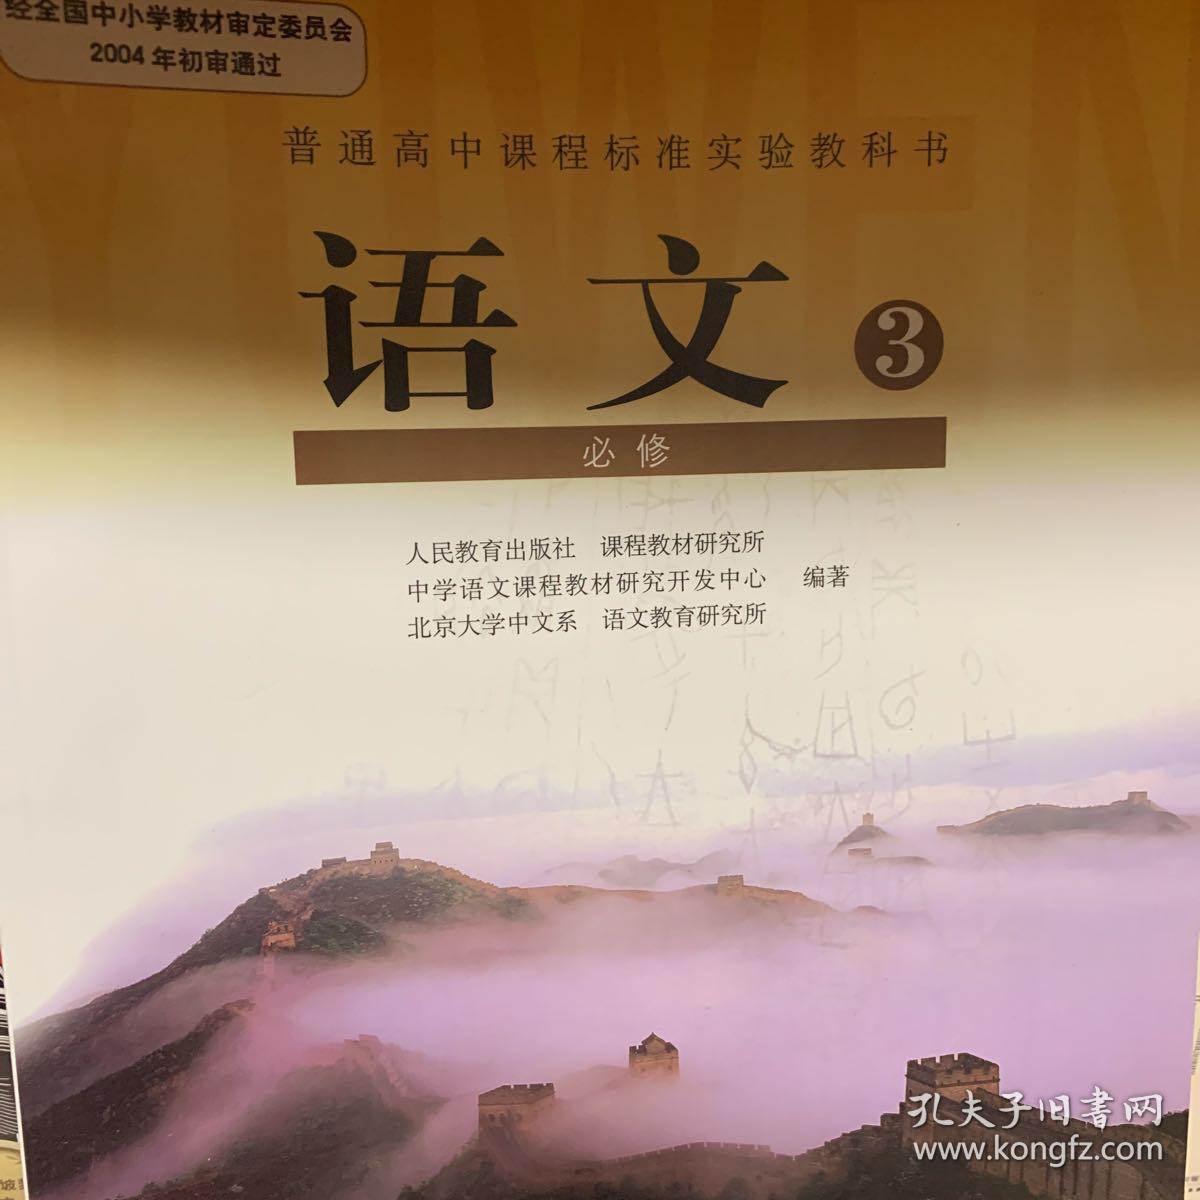 经全国中小学教材审定委员会
2004年初审通过
普通高中课程标准实验教科书
语文 3
必修
人民教育出版社 课程教材研究所
中学语文课程教材研究开发中心 编著
北京大学中文系 语文教育研究所
孔夫子旧书网
www.kongfz.com